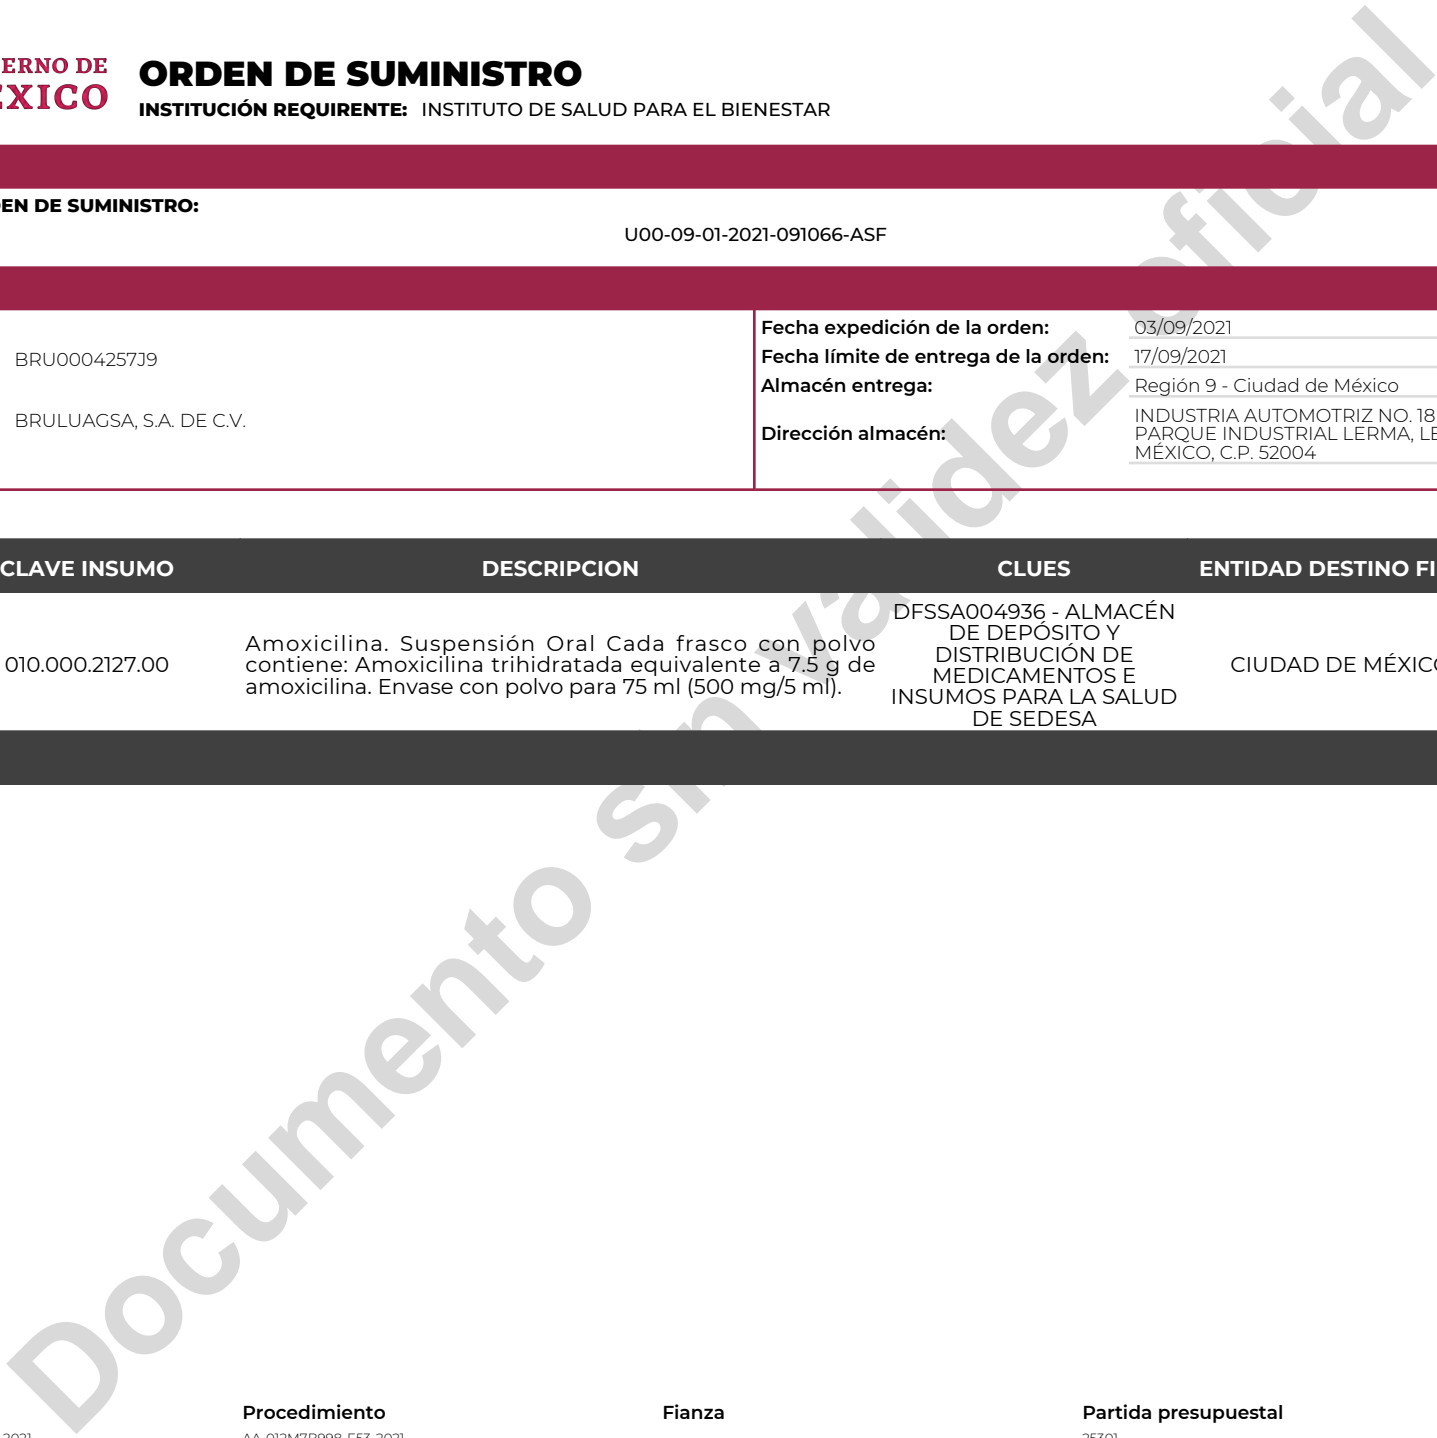 ERNO DE
EXICO
ORDEN DE SUMINISTRO
INSTITUCIÓN REQUIRENTE: INSTITUTO DE SALUD PARA EL BIENESTAR
EN DE SUMINISTRO:
U00-09-01-2021-091066-ASF
BRU0004257J9
BRULUAGSA, S.A. DE C.V.
Fecha expedición de la orden: 03/09/2021
Fecha límite de entrega de la orden: 17/09/2021
Almacén entrega: Región 9 - Ciudad de México
Dirección almacén:
INDUSTRIA AUTOMOTRIZ NO. 18
PARQUE INDUSTRIAL LERMA, LE
MÉXICO, C.P. 52004
CLAVE INSUMO DESCRIPCION CLUES ENTIDAD DESTINO FI
010.000.2127.00
Amoxicilina. Suspensión Oral Cada frasco con polvo
contiene: Amoxicilina trihidratada equivalente a 7.5 g de
amoxicilina. Envase con polvo para 75 ml (500 mg/5 ml).
DFSSA004936 - ALMACÉN
DE DEPÓSITO Y
DISTRIBUCIÓN DE
MEDICAMENTOS E
INSUMOS PARA LA SALUD
DE SEDESA
CIUDAD DE MÉXICO
Documento sin validez oficial
Procedimiento Fianza Partida presupuestal